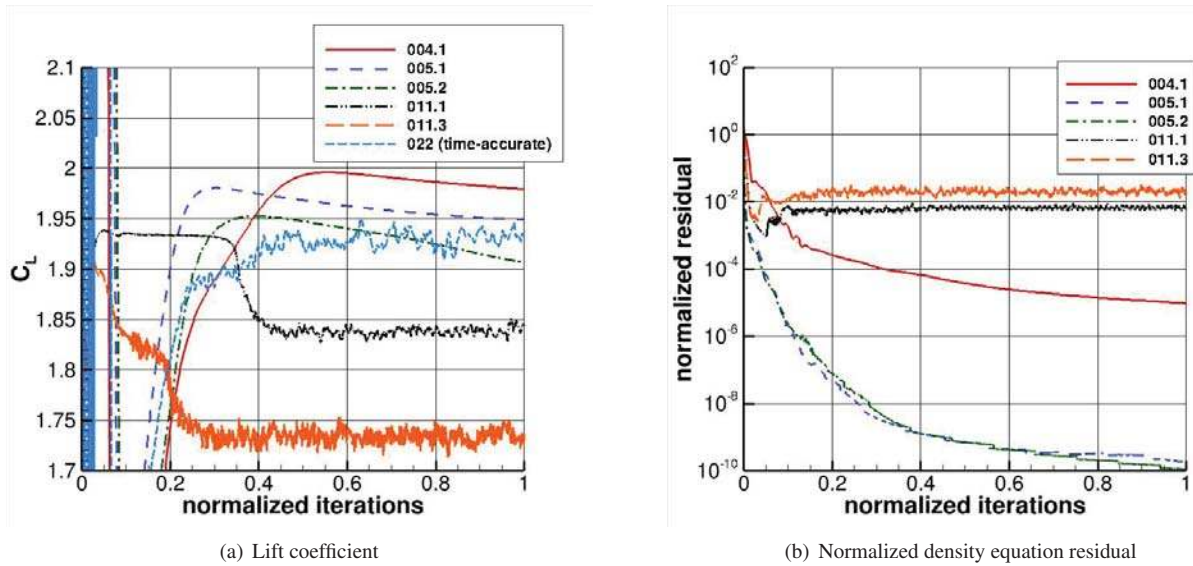 004.1
005.1
005.2
011.1
011.3
022 (time-accurate)
2.1
2.05
2
1.95
1.9
1.85
1.8
1.75
1.7
C_L
0 0.2 0.4 0.6 0.8 1
normalized iterations
(a) Lift coefficient
004.1
005.1
005.2
011.1
011.3
10^2
10^0
10^-2
10^-4
10^-6
10^-8
10^-10
normalized residual
0 0.2 0.4 0.6 0.8 1
normalized iterations
(b) Normalized density equation residual